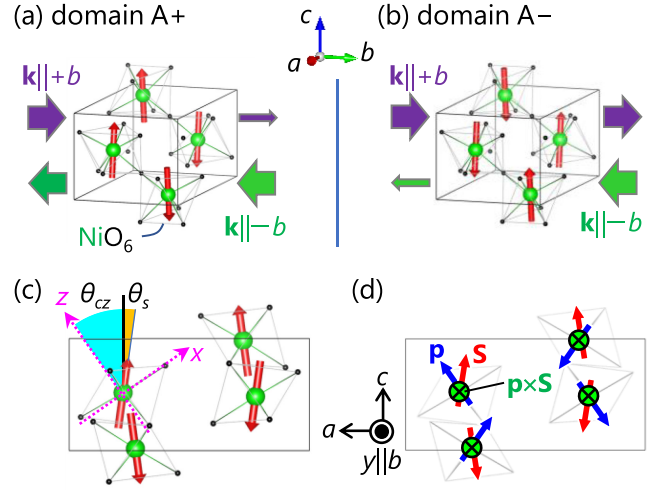 (a) domain A+
c
a
b
(b) domain A−
k||+b
k||+b
NiO6
k||−b
k||−b
(c)
z
θcz
θs
x
(d)
p
S
p×S
c
a
y||b